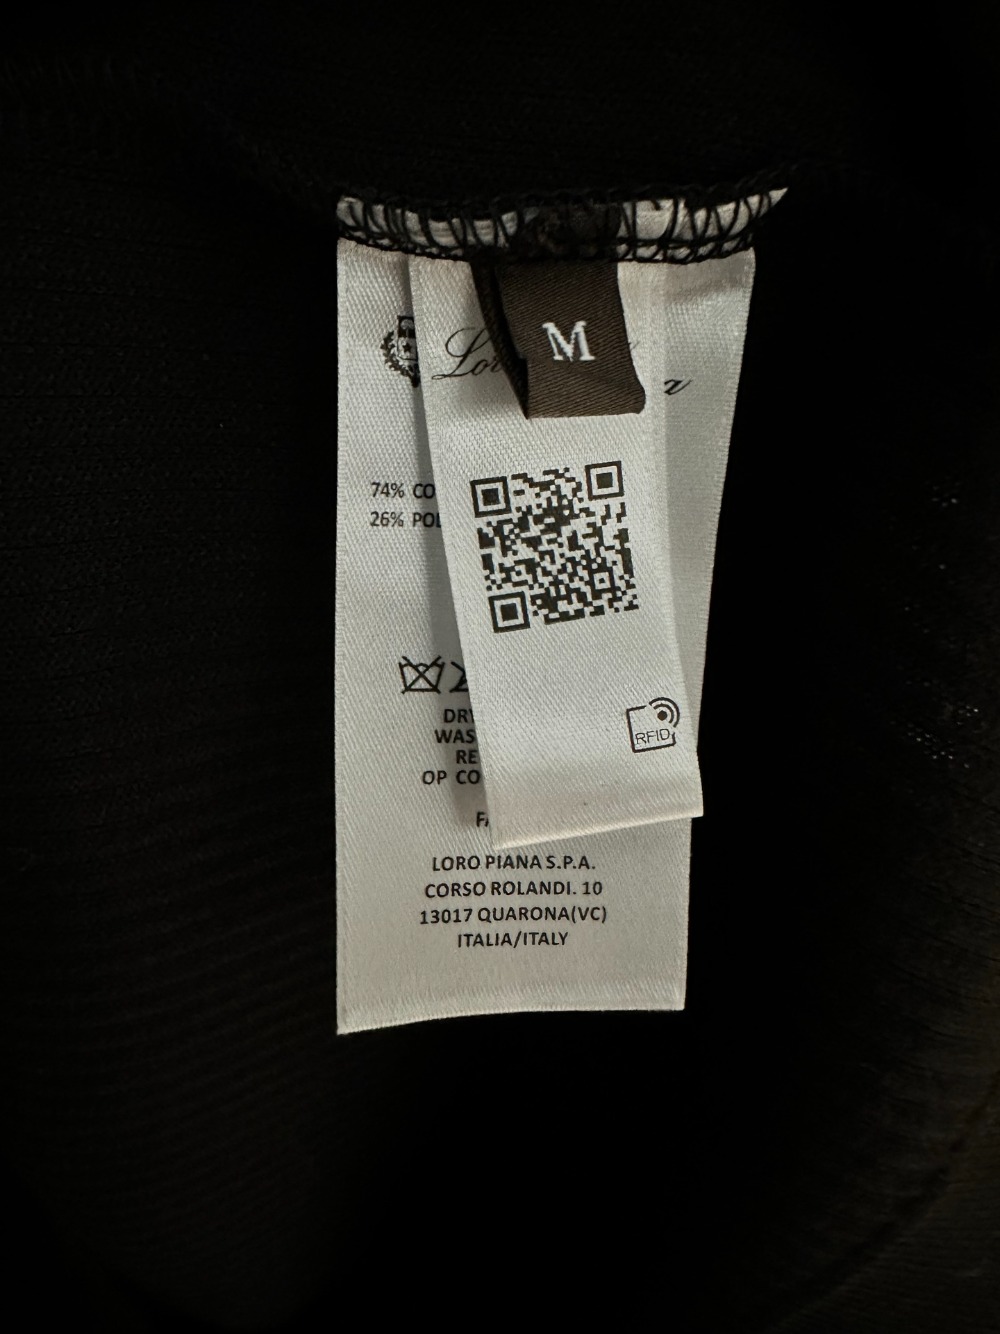 M
74% CO
26% POL
RFID
DRY
WAS
RE
OP CO
FA
LORO PIANA S.P.A.
CORSO ROLANDI. 10
13017 QUARONA(VC)
ITALIA/ITALY